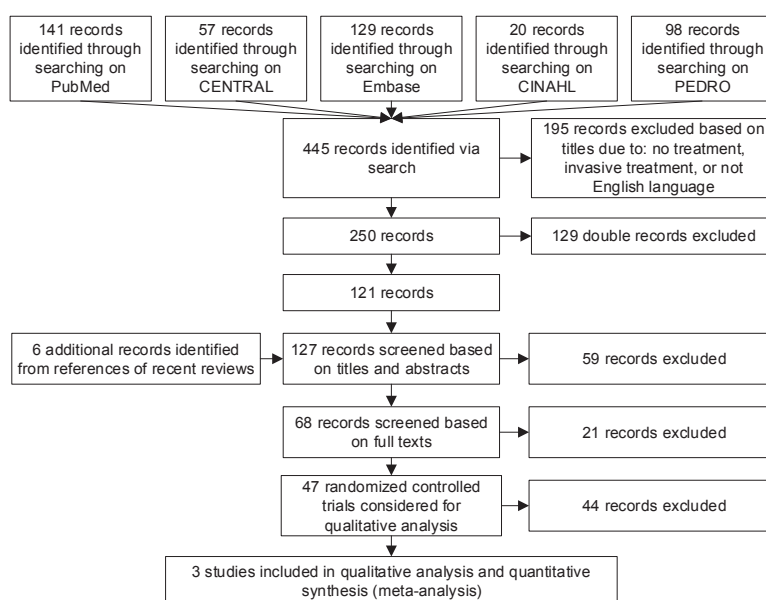 141 records
identified through
searching on
PubMed
57 records
identified through
searching on
CENTRAL
129 records
identified through
searching on
Embase
20 records
identified through
searching on
CINAHL
98 records
identified through
searching on
PEDRO
445 records identified via
search
195 records excluded based on
titles due to: no treatment,
invasive treatment, or not
English language
250 records
129 double records excluded
121 records
6 additional records identified
from references of recent reviews
127 records screened based
on titles and abstracts
59 records excluded
68 records screened based
on full texts
21 records excluded
47 randomized controlled
trials considered for
qualitative analysis
44 records excluded
3 studies included in qualitative analysis and quantitative
synthesis (meta-analysis)